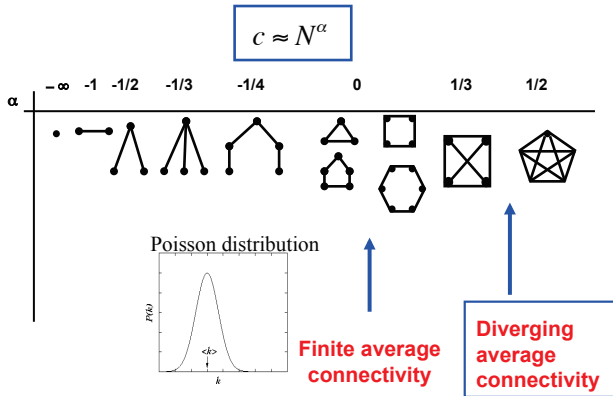 c ≈ N^α
α
– ∞ -1 -1/2 -1/3 -1/4 0 1/3 1/2
Poisson distribution
P(k)
<k>
k
Finite average
connectivity
Diverging
average
connectivity